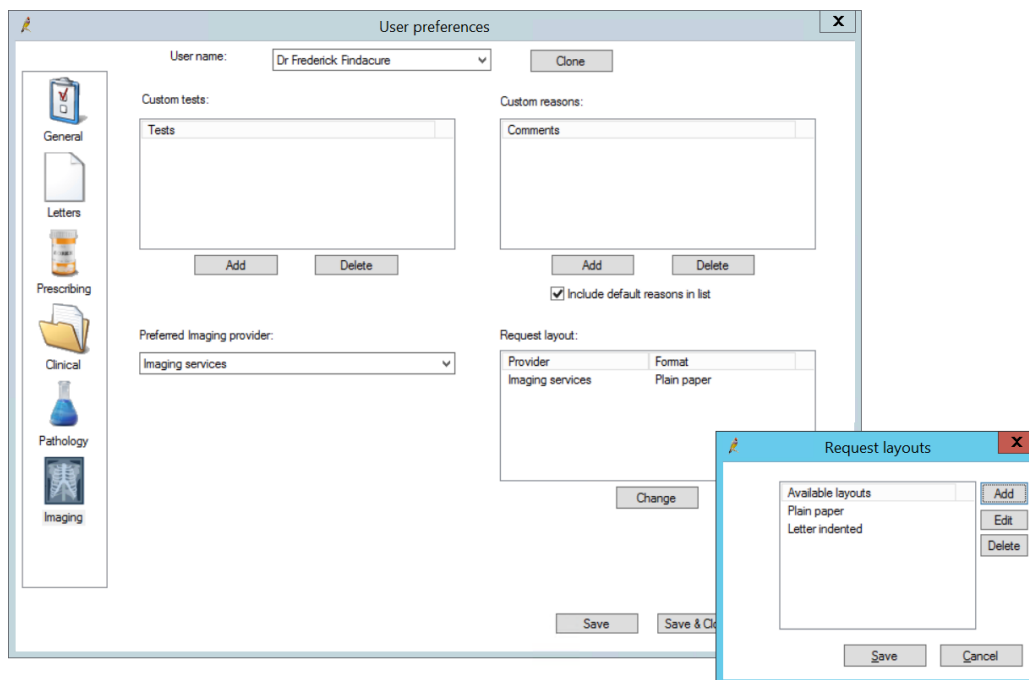 User preferences
X
User name:
Dr Frederick Findacure
Clone
General
Letters
Prescribing
Clinical
Pathology
Imaging
Custom tests:
Tests
Add
Delete
Custom reasons:
Comments
Add
Delete
Include default reasons in list
Preferred Imaging provider:
Imaging services
Request layout:
Provider Format
Imaging services Plain paper
Change
Save
Save & Clo
Request layouts
X
Available layouts
Plain paper
Letter indented
Add
Edit
Delete
Save
Cancel